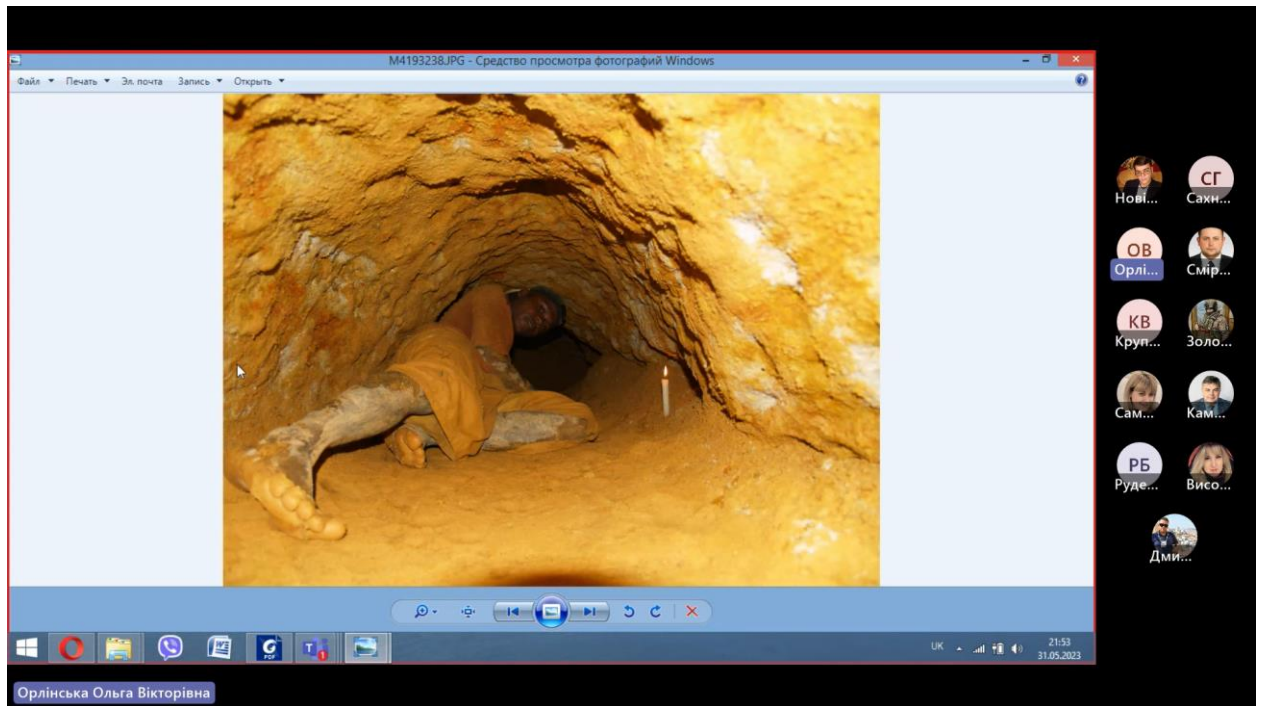 M4193238.JPG - Средство просмотра фотографий Windows
Файл Печать Эл. почта Запись Открыть
Нові... Сахн...
СГ
ОВ
Орлі... Смір...
КВ
Круп... Золо...
Сам... Кам...
РБ
Руде... Висо...
Дми...
UK 21:53
31.05.2023
Орлінська Ольга Вікторівна